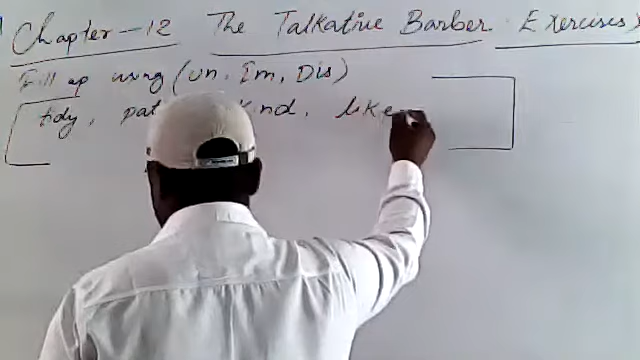 Chapter-12 The Talkative Barber Exercises
Fill up using (Un, Im, Dis)
tidy, kind, like